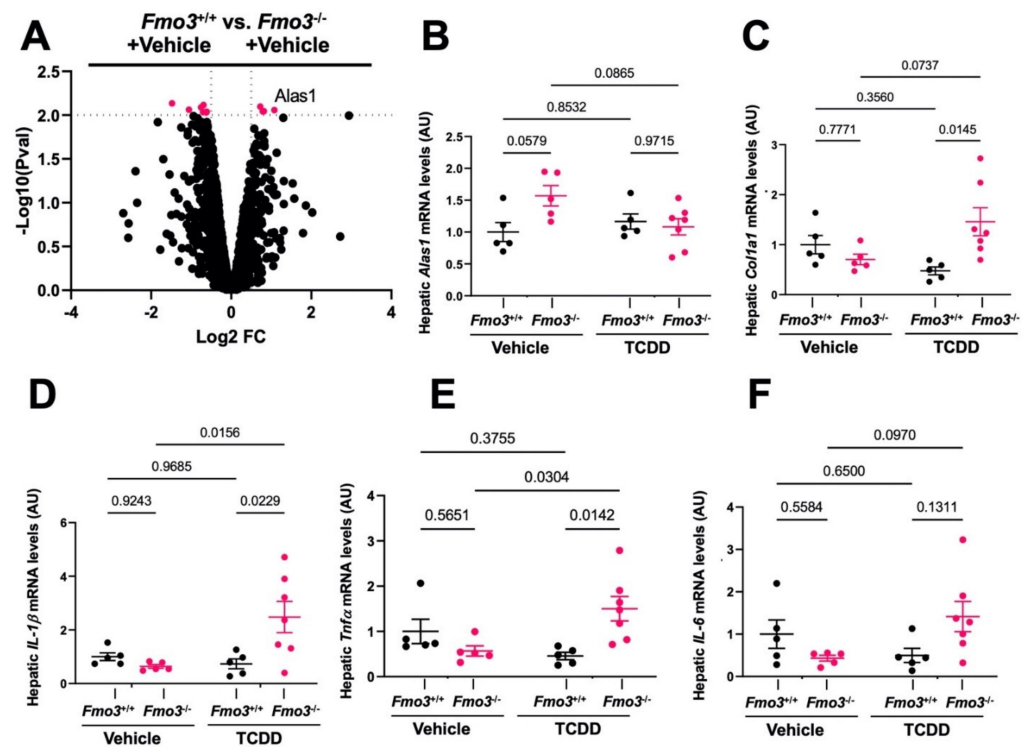 A
Fmo3+/+ vs. Fmo3-/-
+Vehicle +Vehicle
-Log10(Pval)
2.5
2.0
1.5
1.0
0.5
0.0
Alas1
-4 -2 0 2 4
Log2 FC
B
0.0865
0.8532
0.0579 0.9715
Hepatic Alas1 mRNA levels (AU)
2.5
2.0
1.5
1.0
0.5
0.0
Fmo3+/+ Fmo3-/- Fmo3+/+ Fmo3-/-
Vehicle TCDD
C
0.0737
0.3560
0.7771 0.0145
Hepatic Col1a1 mRNA levels (AU)
3
2
1
0
Fmo3+/+ Fmo3-/- Fmo3+/+ Fmo3-/-
Vehicle TCDD
D
0.0156
0.9685
0.9243 0.0229
Hepatic IL-1β mRNA levels (AU)
6
4
2
0
Fmo3+/+ Fmo3-/- Fmo3+/+ Fmo3-/-
Vehicle TCDD
E
0.3755
0.0304
0.5651 0.0142
Hepatic Tnfα mRNA levels (AU)
4
3
2
1
0
Fmo3+/+ Fmo3-/- Fmo3+/+ Fmo3-/-
Vehicle TCDD
F
0.0970
0.6500
0.5584 0.1311
Hepatic IL-6 mRNA levels (AU)
4
3
2
1
0
Fmo3+/+ Fmo3-/- Fmo3+/+ Fmo3-/-
Vehicle TCDD